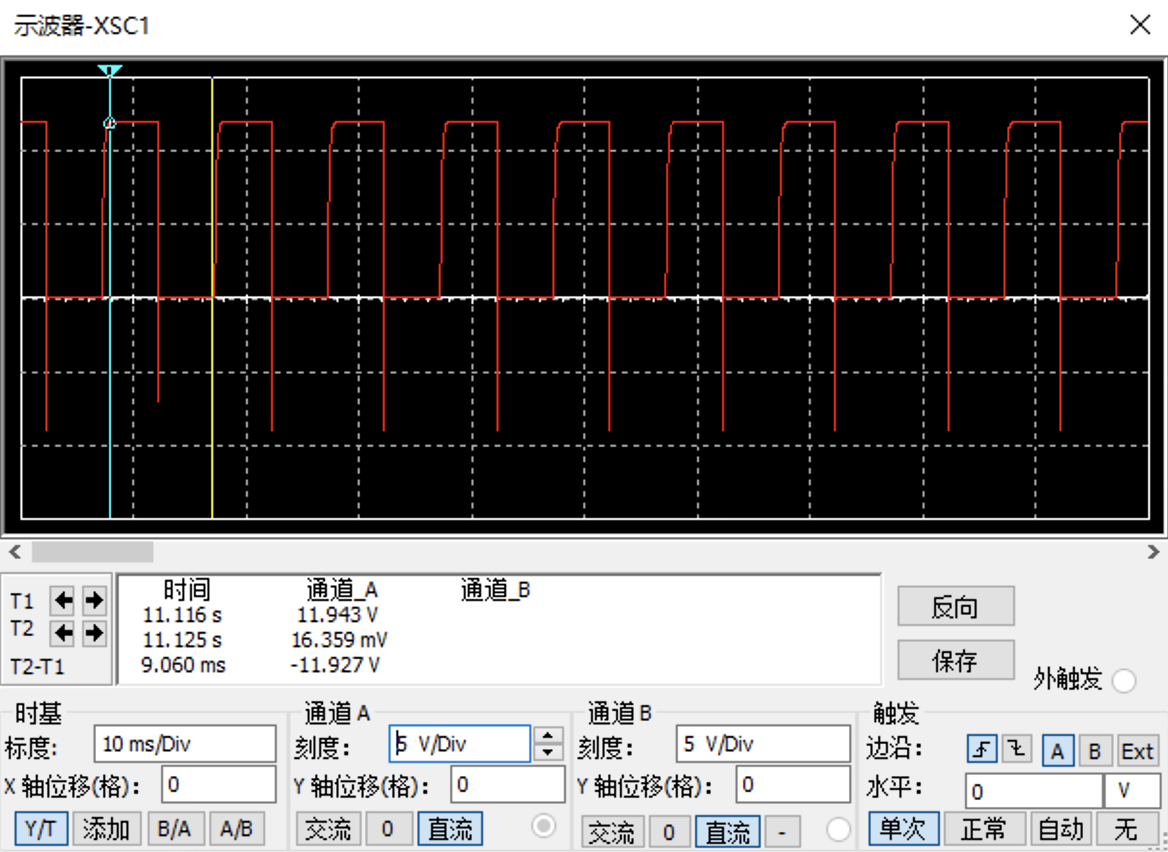 示波器-XSC1
时间 通道_A 通道_B
T1 11.116 s 11.943 V
T2 11.125 s 16.359 mV
T2-T1 9.060 ms -11.927 V
反向
保存
外触发
时基
标度: 10 ms/Div
X 轴位移(格): 0
Y/T 添加 B/A A/B
通道 A
刻度: 5 V/Div
Y 轴位移(格): 0
交流 0 直流
通道 B
刻度: 5 V/Div
Y 轴位移(格): 0
交流 0 直流 -
触发
边沿: A B Ext
水平: 0 V
单次 正常 自动 无